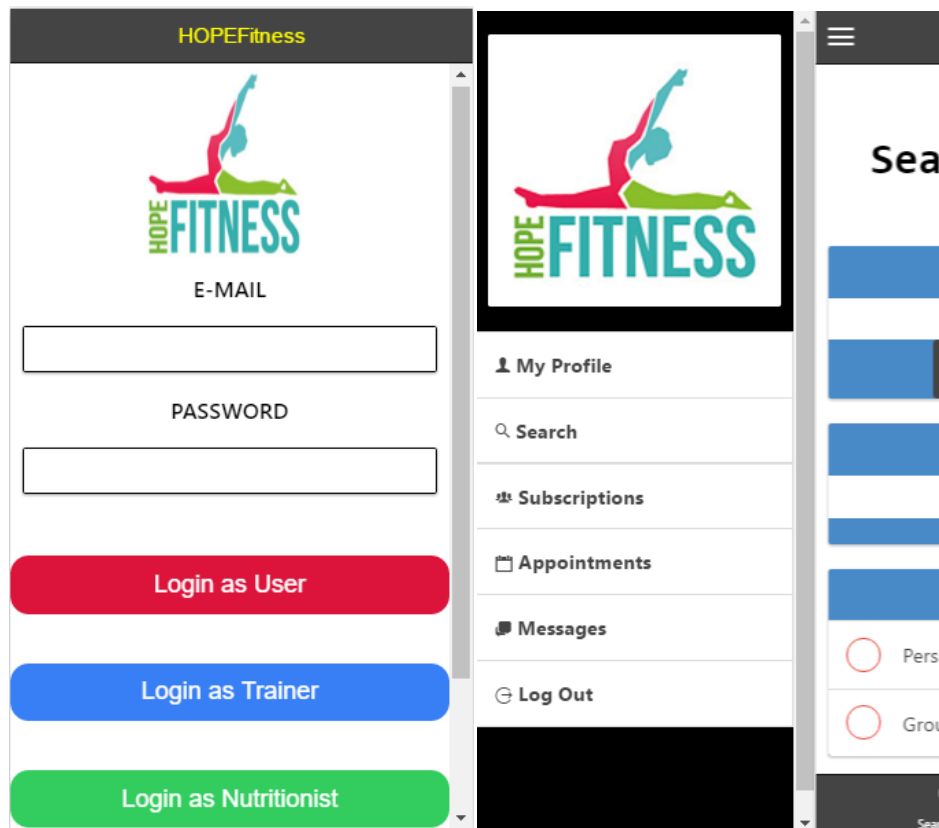 HOPEFitness
HOPE
FITNESS
E-MAIL
PASSWORD
Login as User
Login as Trainer
Login as Nutritionist
HOPE
FITNESS
My Profile
Search
Subscriptions
Appointments
Messages
Log Out
Sea
Pers
Grou
Sear